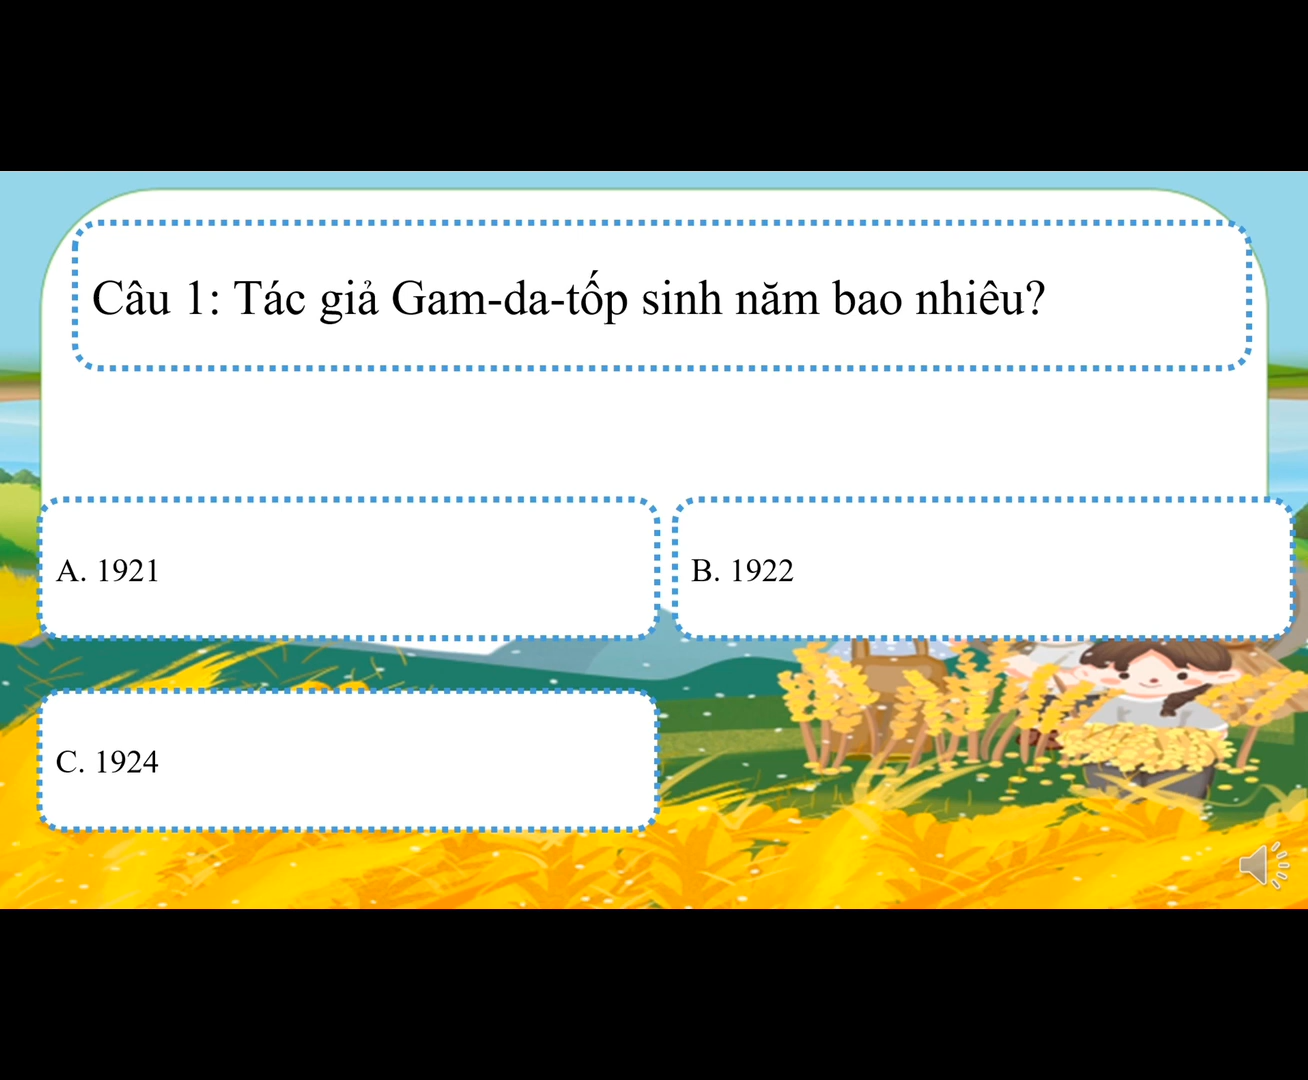 Câu 1: Tác giả Gam-da-tốp sinh năm bao nhiêu?
A. 1921
B. 1922
C. 1924